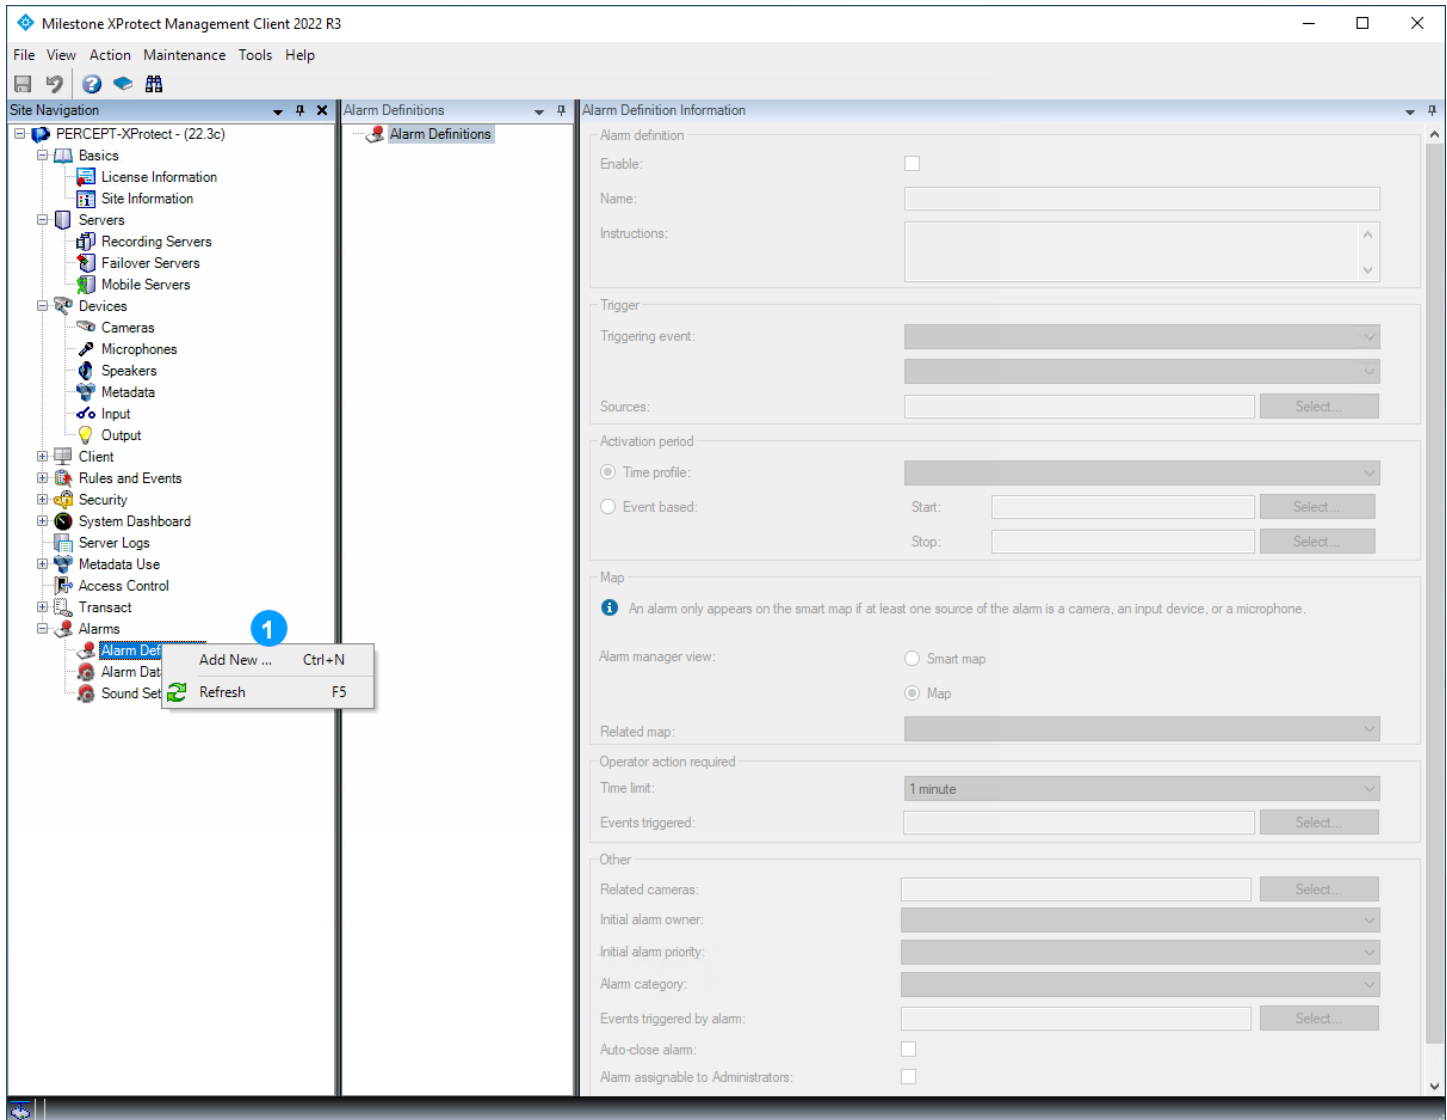 Milestone XProtect Management Client 2022 R3
File View Action Maintenance Tools Help
Site Navigation
PERCEPT-XProtect - (22.3c)
Basics
License Information
Site Information
Servers
Recording Servers
Failover Servers
Mobile Servers
Devices
Cameras
Microphones
Speakers
Metadata
Input
Output
Client
Rules and Events
Security
System Dashboard
Server Logs
Metadata Use
Access Control
Transact
Alarms
Alarm Def
Alarm Dat
Sound Set
1
Add New ... Ctrl+N
Refresh F5
Alarm Definitions
Alarm Definitions
Alarm Definition Information
Alarm definition
Enable:
Name:
Instructions:
Trigger
Triggering event:
Sources: Select...
Activation period
Time profile:
Event based: Start: Select...
Stop: Select...
Map
An alarm only appears on the smart map if at least one source of the alarm is a camera, an input device, or a microphone.
Alarm manager view: Smart map
Map
Related map:
Operator action required
Time limit: 1 minute
Events triggered: Select...
Other
Related cameras: Select...
Initial alarm owner:
Initial alarm priority:
Alarm category:
Events triggered by alarm: Select...
Auto-close alarm:
Alarm assignable to Administrators: